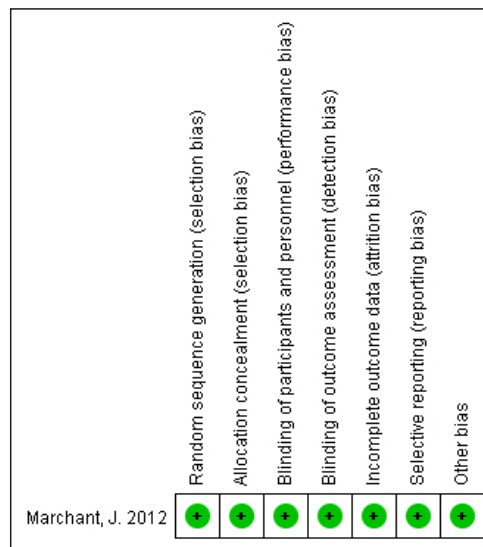 Random sequence generation (selection bias)
Allocation concealment (selection bias)
Blinding of participants and personnel (performance bias)
Blinding of outcome assessment (detection bias)
Incomplete outcome data (attrition bias)
Selective reporting (reporting bias)
Other bias
Marchant, J. 2012 + + + + + + +